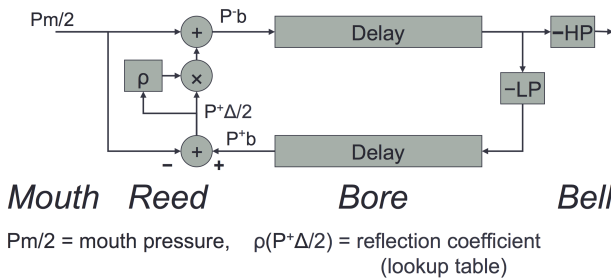 Pm/2
P⁻b
+
Delay
−HP
ρ
×
−LP
P⁺Δ/2
P⁺b
− + +
Delay
Mouth Reed Bore Bell
Pm/2 = mouth pressure, ρ(P⁺Δ/2) = reflection coefficient
(lookup table)